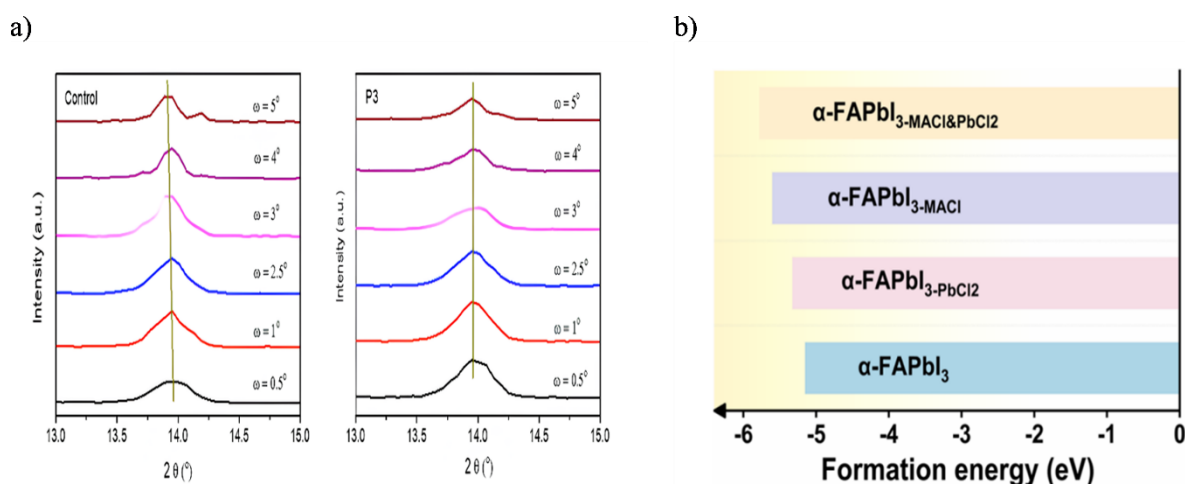 a)
b)
Control
ω = 5°
ω = 4°
ω = 3°
ω = 2.5°
ω = 1°
ω = 0.5°
Intensity (a.u.)
13.0 13.5 14.0 14.5 15.0
2 θ (°)
P3
ω = 5°
ω = 4°
ω = 3°
ω = 2.5°
ω = 1°
ω = 0.5°
Intensity (a.u.)
13.0 13.5 14.0 14.5 15.0
2 θ (°)
α-FAPbI3-MACl&PbCl2
α-FAPbI3-MACl
α-FAPbI3-PbCl2
α-FAPbI3
-6 -5 -4 -3 -2 -1 0
Formation energy (eV)